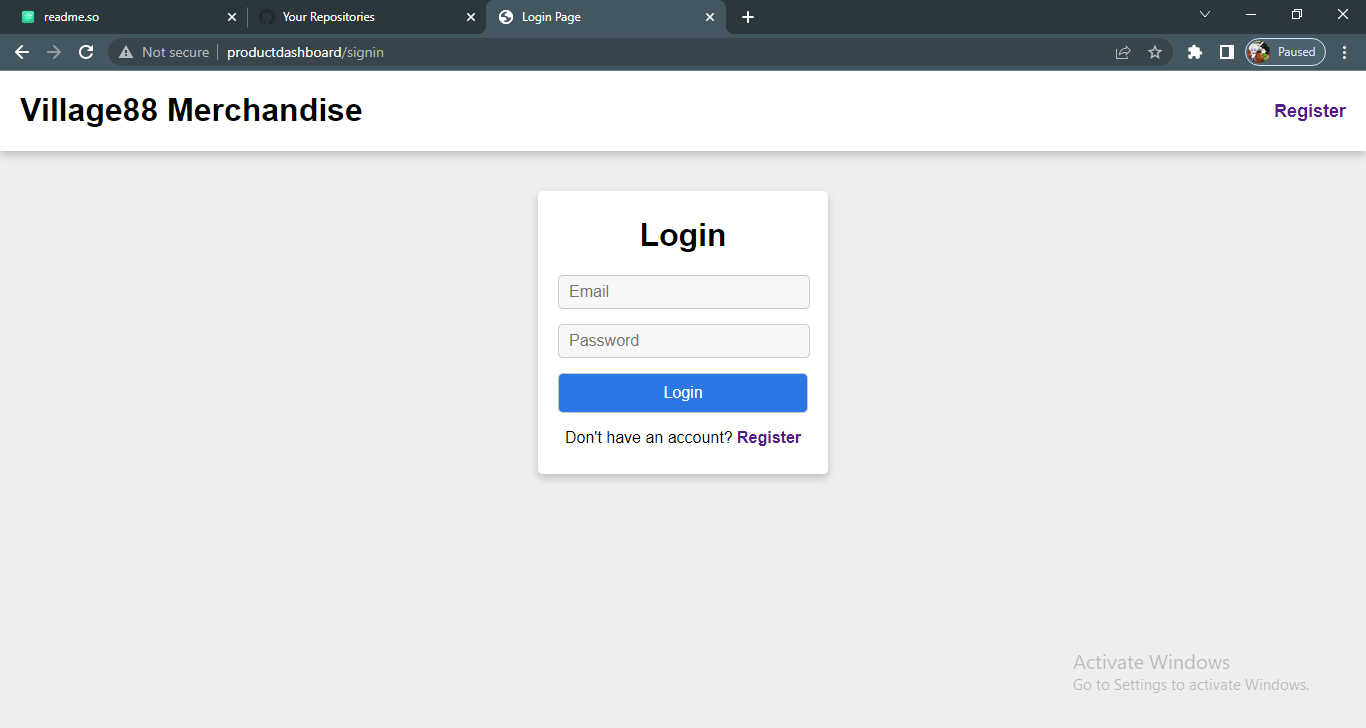 readme.so
Your Repositories
Login Page
Not secure
productdashboard/signin
Paused
Village88 Merchandise
Register
Login
Email
Password
Login
Don't have an account? Register
Activate Windows
Go to Settings to activate Windows.